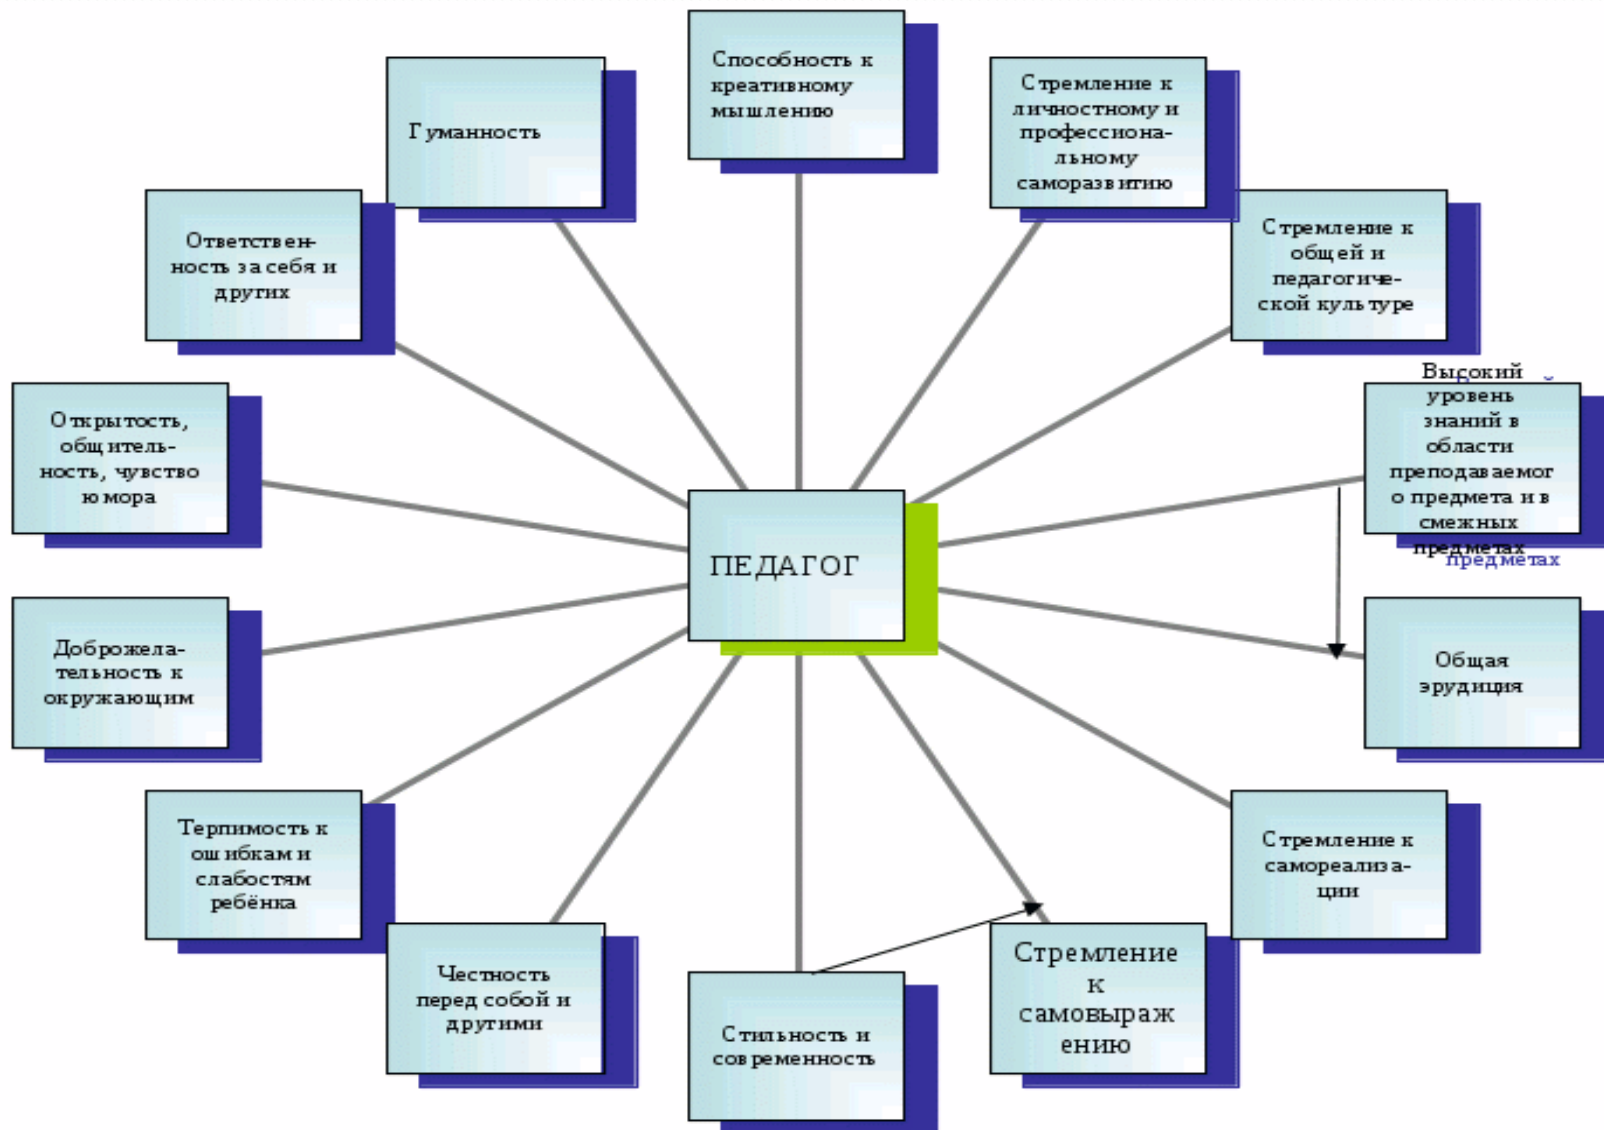 Способность к
креативному
мышлению
Стремление к
личностному и
профессиона-
льному
саморазвитию
Стремление к
общей и
педагогиче-
ской культуре
Высокий
уровень
знаний в
области
преподаваемог
о предмета и в
смежных
предметах
предметах
Общая
эрудиция
Стремление к
самореализа-
ции
Стремление
к
самовыраж
ению
Стильность и
современность
Честность
перед собой и
другими
Терпимость к
ошибкам и
слабостям
ребёнка
Доброжела-
тельность к
окружающим
Открытость,
общитель-
ность, чувство
юмора
Ответствен-
ность за себя и
других
Гуманность
ПЕДАГОГ